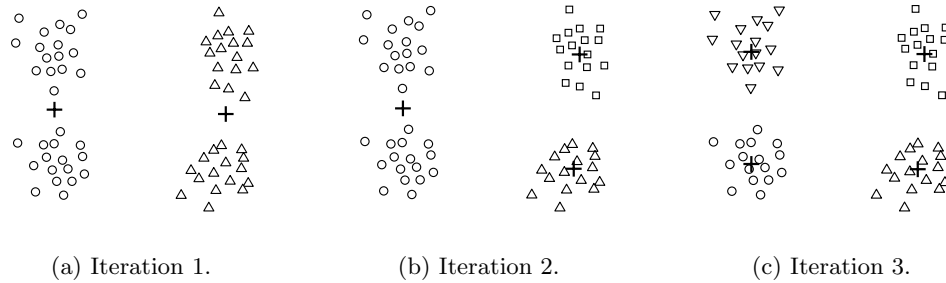 (a) Iteration 1.
(b) Iteration 2.
(c) Iteration 3.